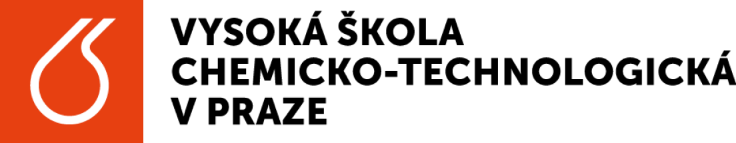 VYSOKÁ ŠKOLA
CHEMICKO-TECHNOLOGICKÁ
V PRAZE